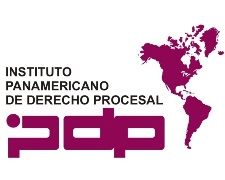 INSTITUTO
PANAMERICANO
DE DERECHO PROCESAL
ipdp